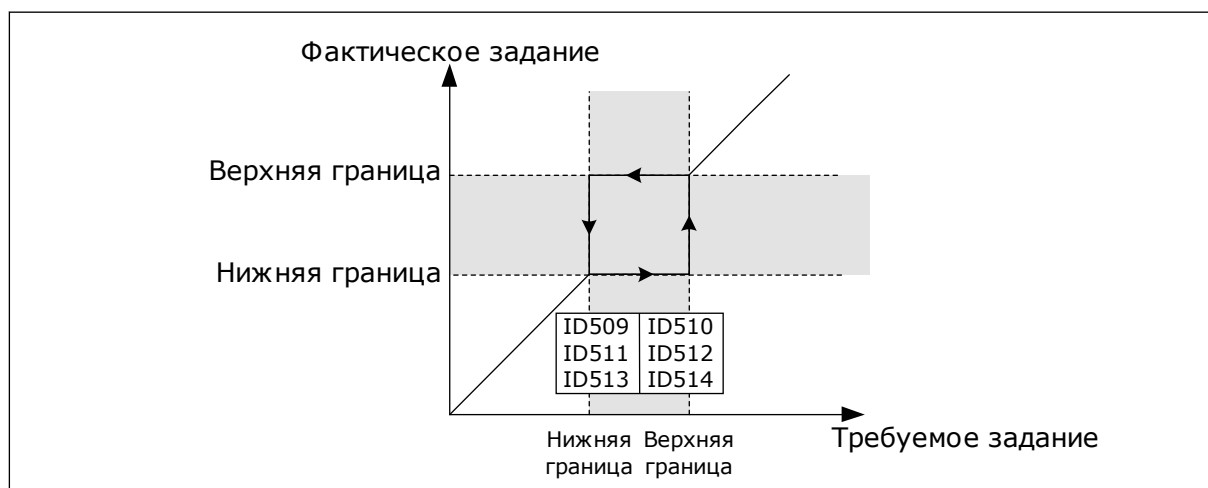 Фактическое задание
Верхняя граница
Нижняя граница
ID509 ID510
ID511 ID512
ID513 ID514
Нижняя граница
Верхняя граница
Требуемое задание